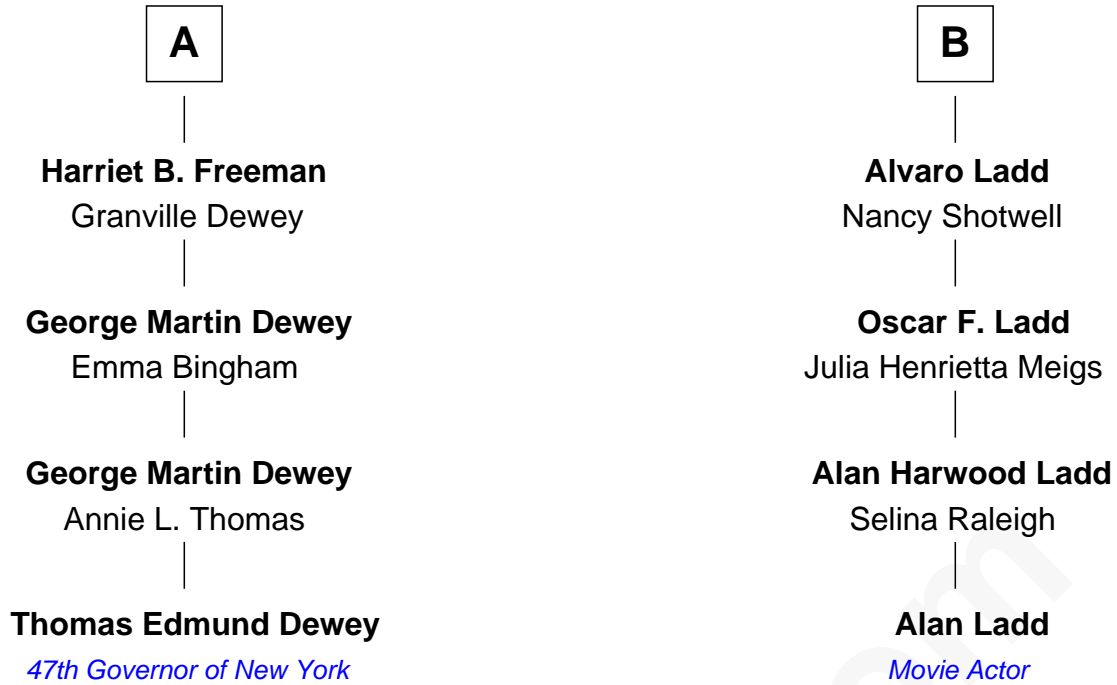 A
Harriet B. Freeman
Granville Dewey
George Martin Dewey
Emma Bingham
George Martin Dewey
Annie L. Thomas
Thomas Edmund Dewey
47th Governor of New York
B
Alvaro Ladd
Nancy Shotwell
Oscar F. Ladd
Julia Henrietta Meigs
Alan Harwood Ladd
Selina Raleigh
Alan Ladd
Movie Actor